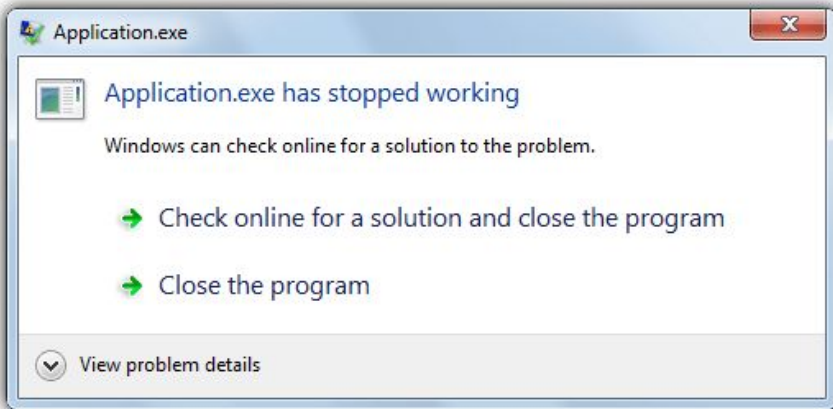 Application.exe
Application.exe has stopped working
Windows can check online for a solution to the problem.
Check online for a solution and close the program
Close the program
View problem details